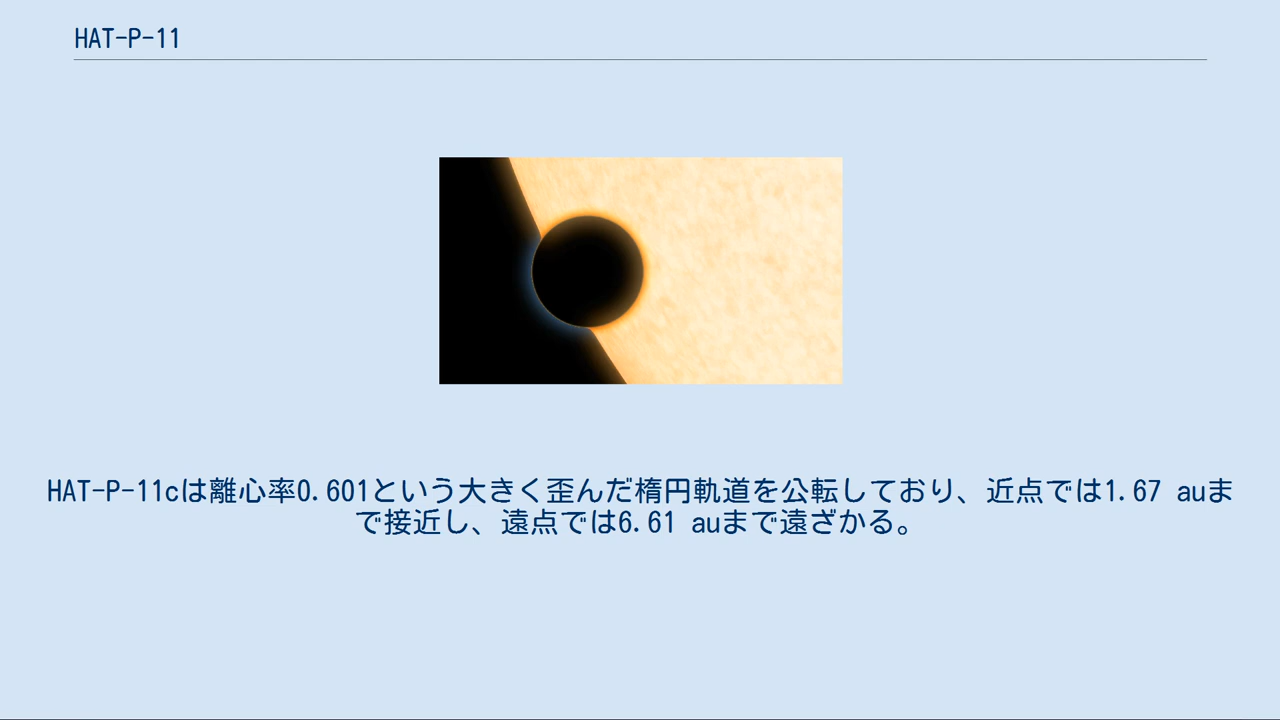 HAT-P-11
HAT-P-11cは離心率0.601という大きく歪んだ楕円軌道を公転しており、近点では1.67 auま
で接近し、遠点では6.61 auまで遠ざかる。